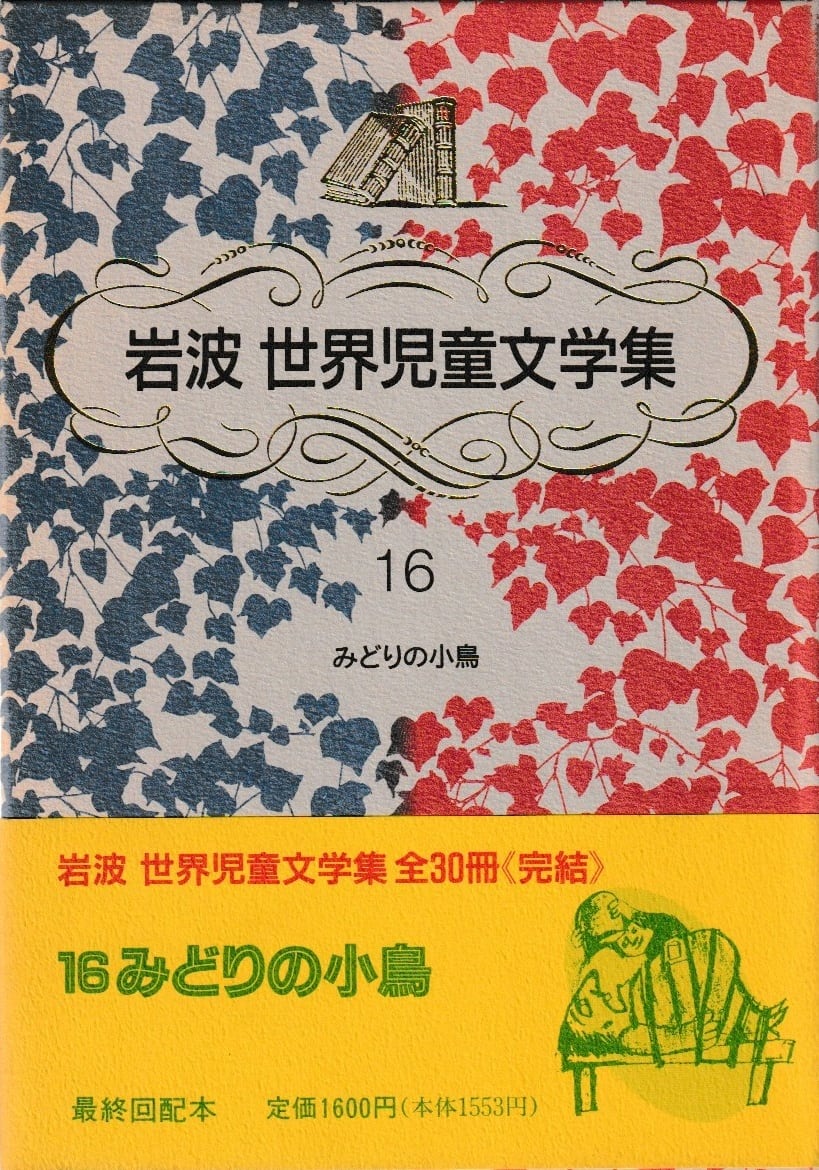 岩波 世界児童文学集
16
みどりの小鳥
岩波 世界児童文学集 全30冊《完結》
16 みどりの小鳥
最終回配本 定価1600円(本体1553円)